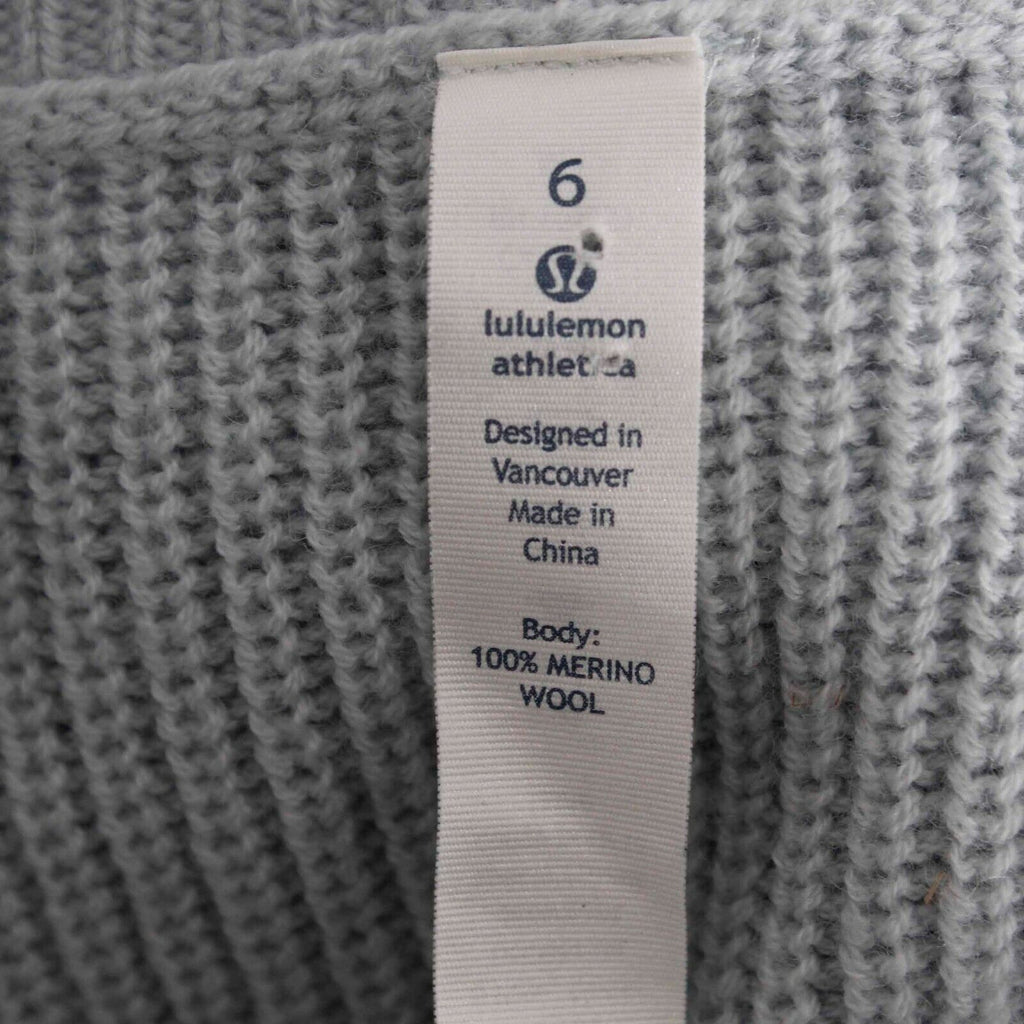 6
lululemon
athletica
Designed in
Vancouver
Made in
China
Body:
100% MERINO
WOOL